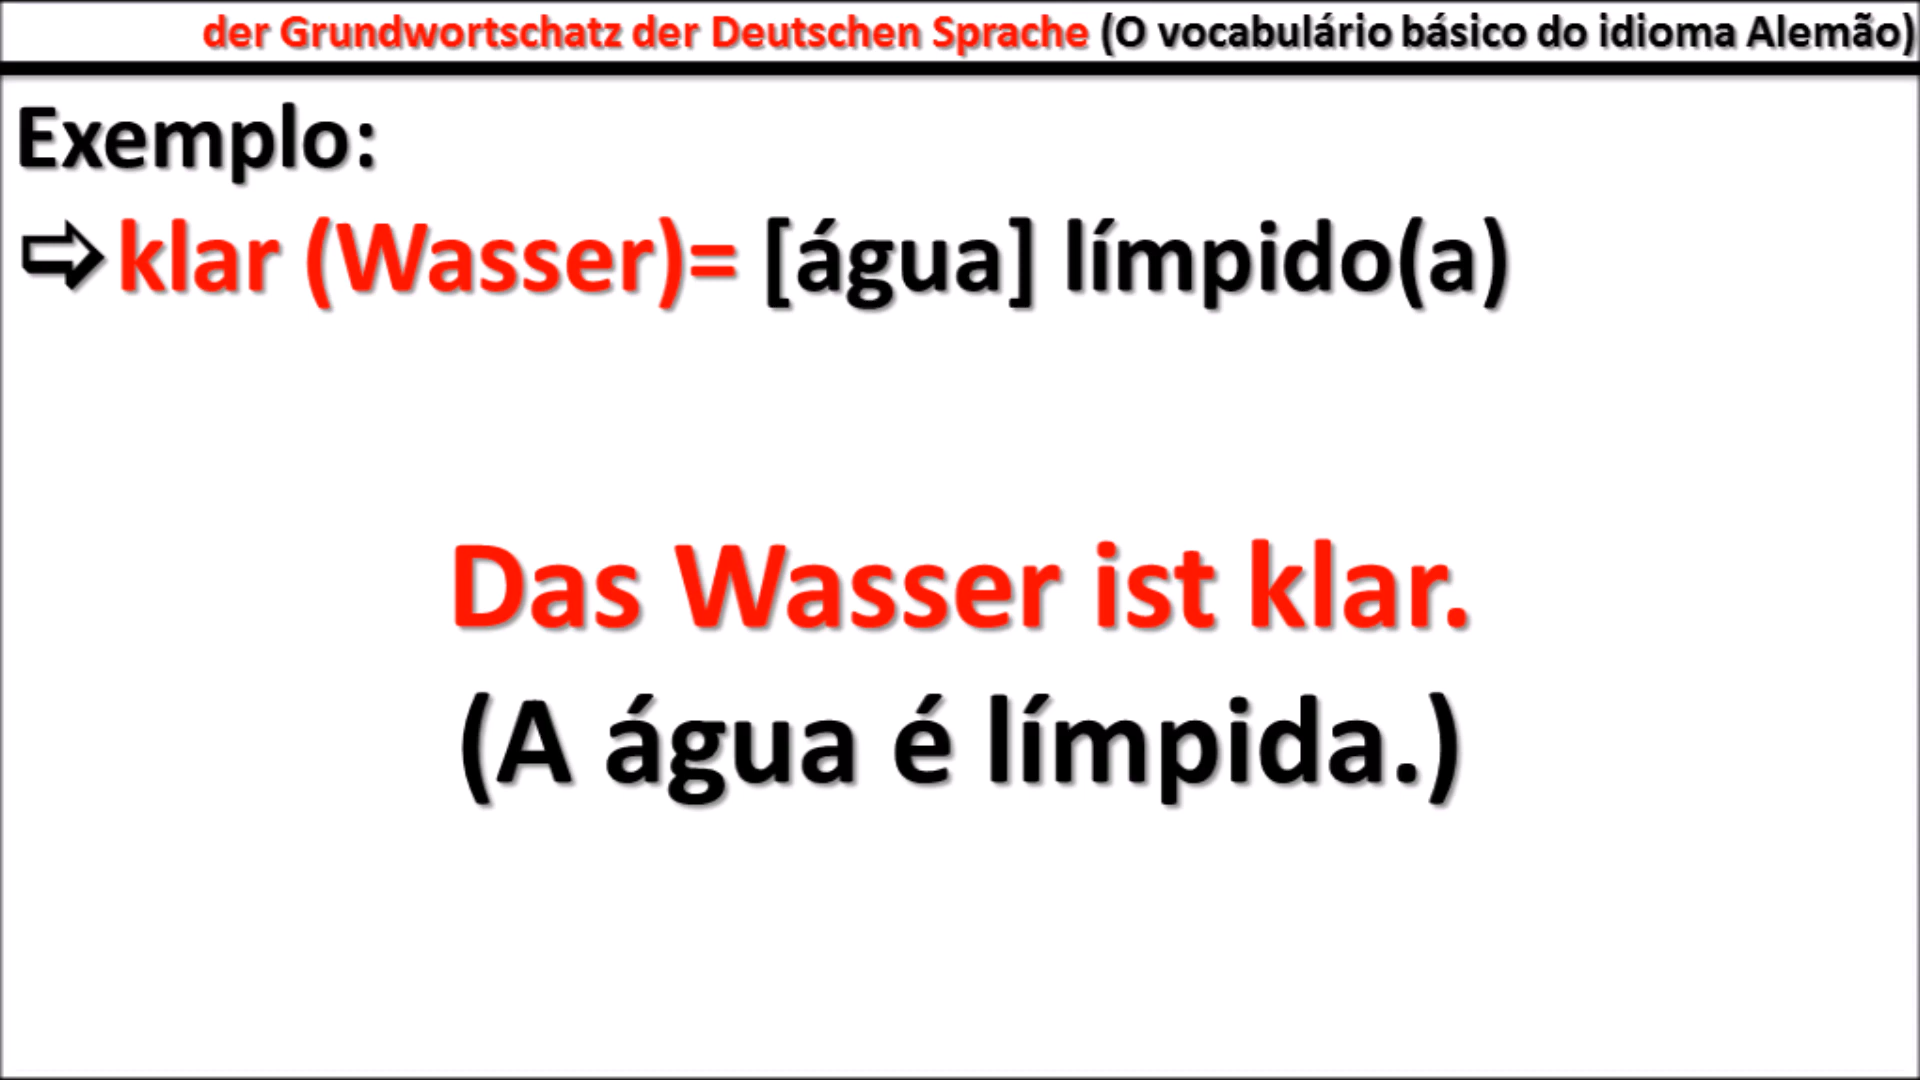 der Grundwortschatz der Deutschen Sprache (O vocabulário básico do idioma Alemão)
Exemplo:
⇨klar (Wasser)= [água] límpido(a)
Das Wasser ist klar.
(A água é límpida.)